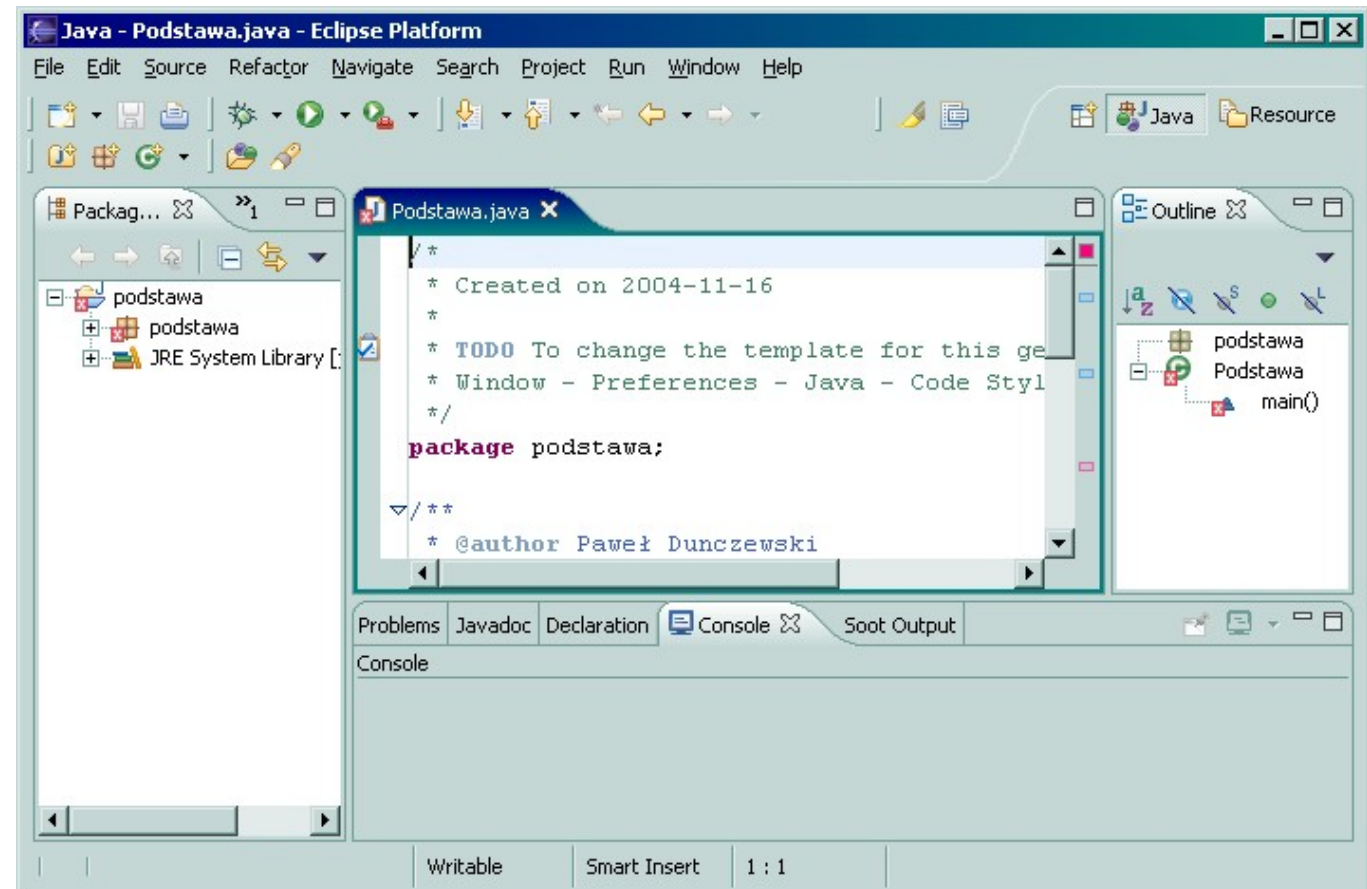 Java - Podstawa.java - Eclipse Platform
File Edit Source Refactor Navigate Search Project Run Window Help
Java Resource
Packag... »1
Podstawa.java
Outline
podstawa
podstawa
JRE System Library [
/*
* Created on 2004-11-16
*
* TODO To change the template for this ge
* Window - Preferences - Java - Code Styl
*/
package podstawa;
/**
* @author Paweł Dunczewski
podstawa
Podstawa
main()
Problems Javadoc Declaration Console Soot Output
Console
Writable Smart Insert 1 : 1